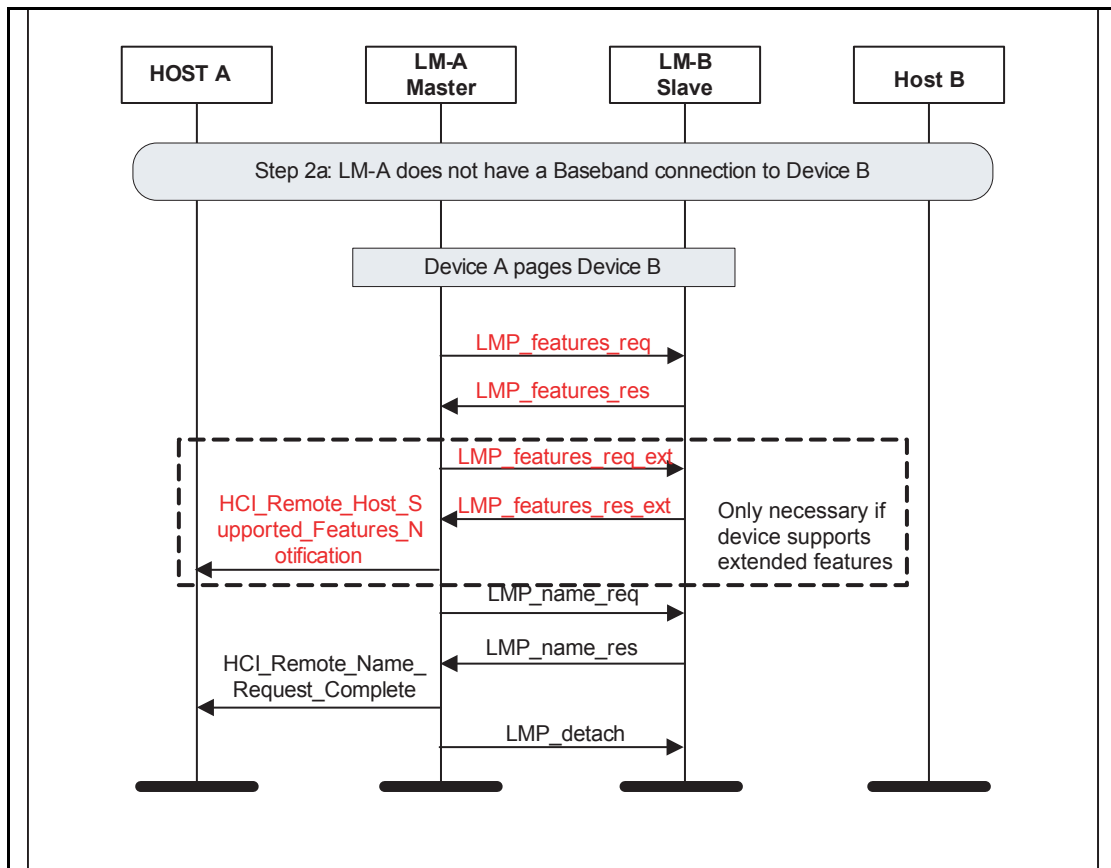 HOST A
LM-A
Master
LM-B
Slave
Host B
Step 2a: LM-A does not have a Baseband connection to Device B
Device A pages Device B
LMP_features_req
LMP_features_res
LMP_features_req_ext
HCI_Remote_Host_S
upported_Features_N
otification
LMP_features_res_ext
Only necessary if
device supports
extended features
LMP_name_req
LMP_name_res
HCI_Remote_Name_
Request_Complete
LMP_detach